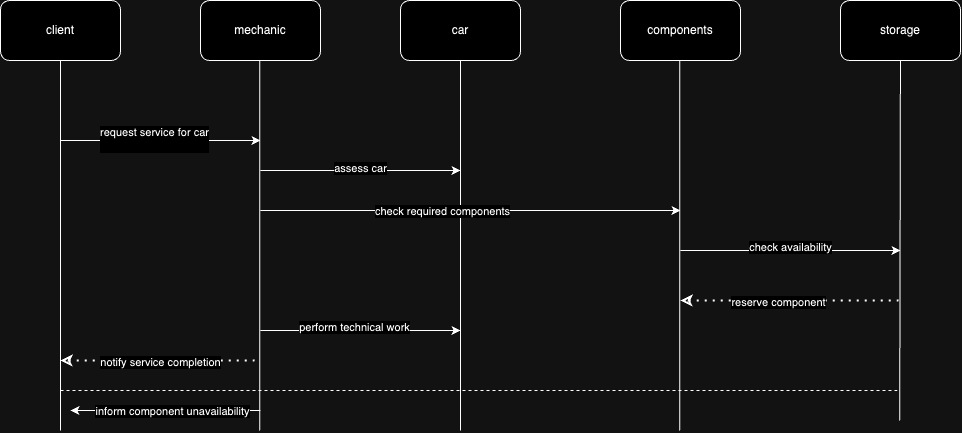 client
mechanic
car
components
storage
request service for car
assess car
check required components
check availability
reserve component
perform technical work
notify service completion
inform component unavailability